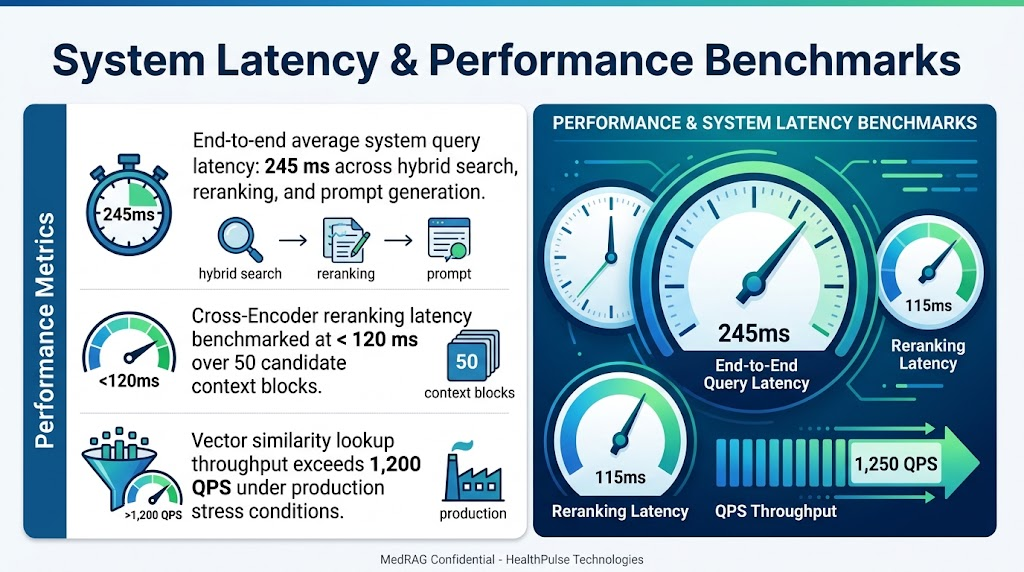 System Latency & Performance Benchmarks
Performance Metrics
245ms
End-to-end average system query
latency: 245 ms across hybrid search,
reranking, and prompt generation.
hybrid search
reranking
prompt
<120ms
Cross-Encoder reranking latency
benchmarked at < 120 ms
over 50 candidate
context blocks.
50
context blocks
>1,200 QPS
Vector similarity lookup
throughput exceeds 1,200
QPS under production
stress conditions.
production
PERFORMANCE & SYSTEM LATENCY BENCHMARKS
245ms
End-to-End
Query Latency
115ms
Reranking
Latency
115ms
Reranking Latency
1,250 QPS
QPS Throughput
MedRAG Confidential - HealthPulse Technologies